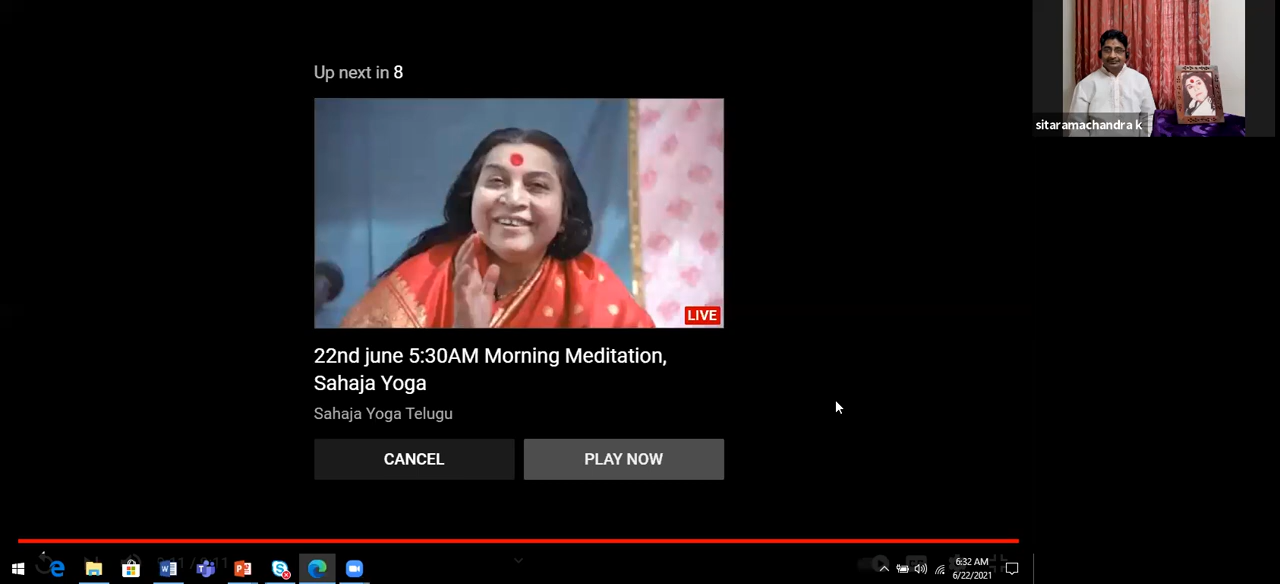 Up next in 8
LIVE
22nd june 5:30AM Morning Meditation,
Sahaja Yoga
Sahaja Yoga Telugu
CANCEL
PLAY NOW
sitaramachandra k
6:32 AM
6/22/2021